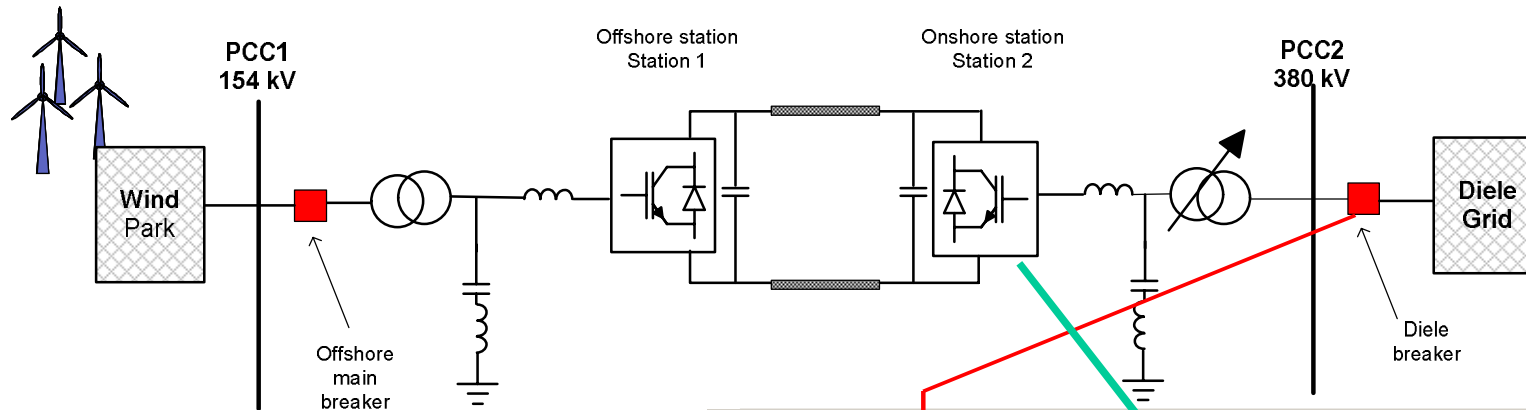 PCC1
154 kV
Offshore station
Station 1
Onshore station
Station 2
PCC2
380 kV
Wind
Park
Diele
Grid
Offshore
main
breaker
Diele
breaker